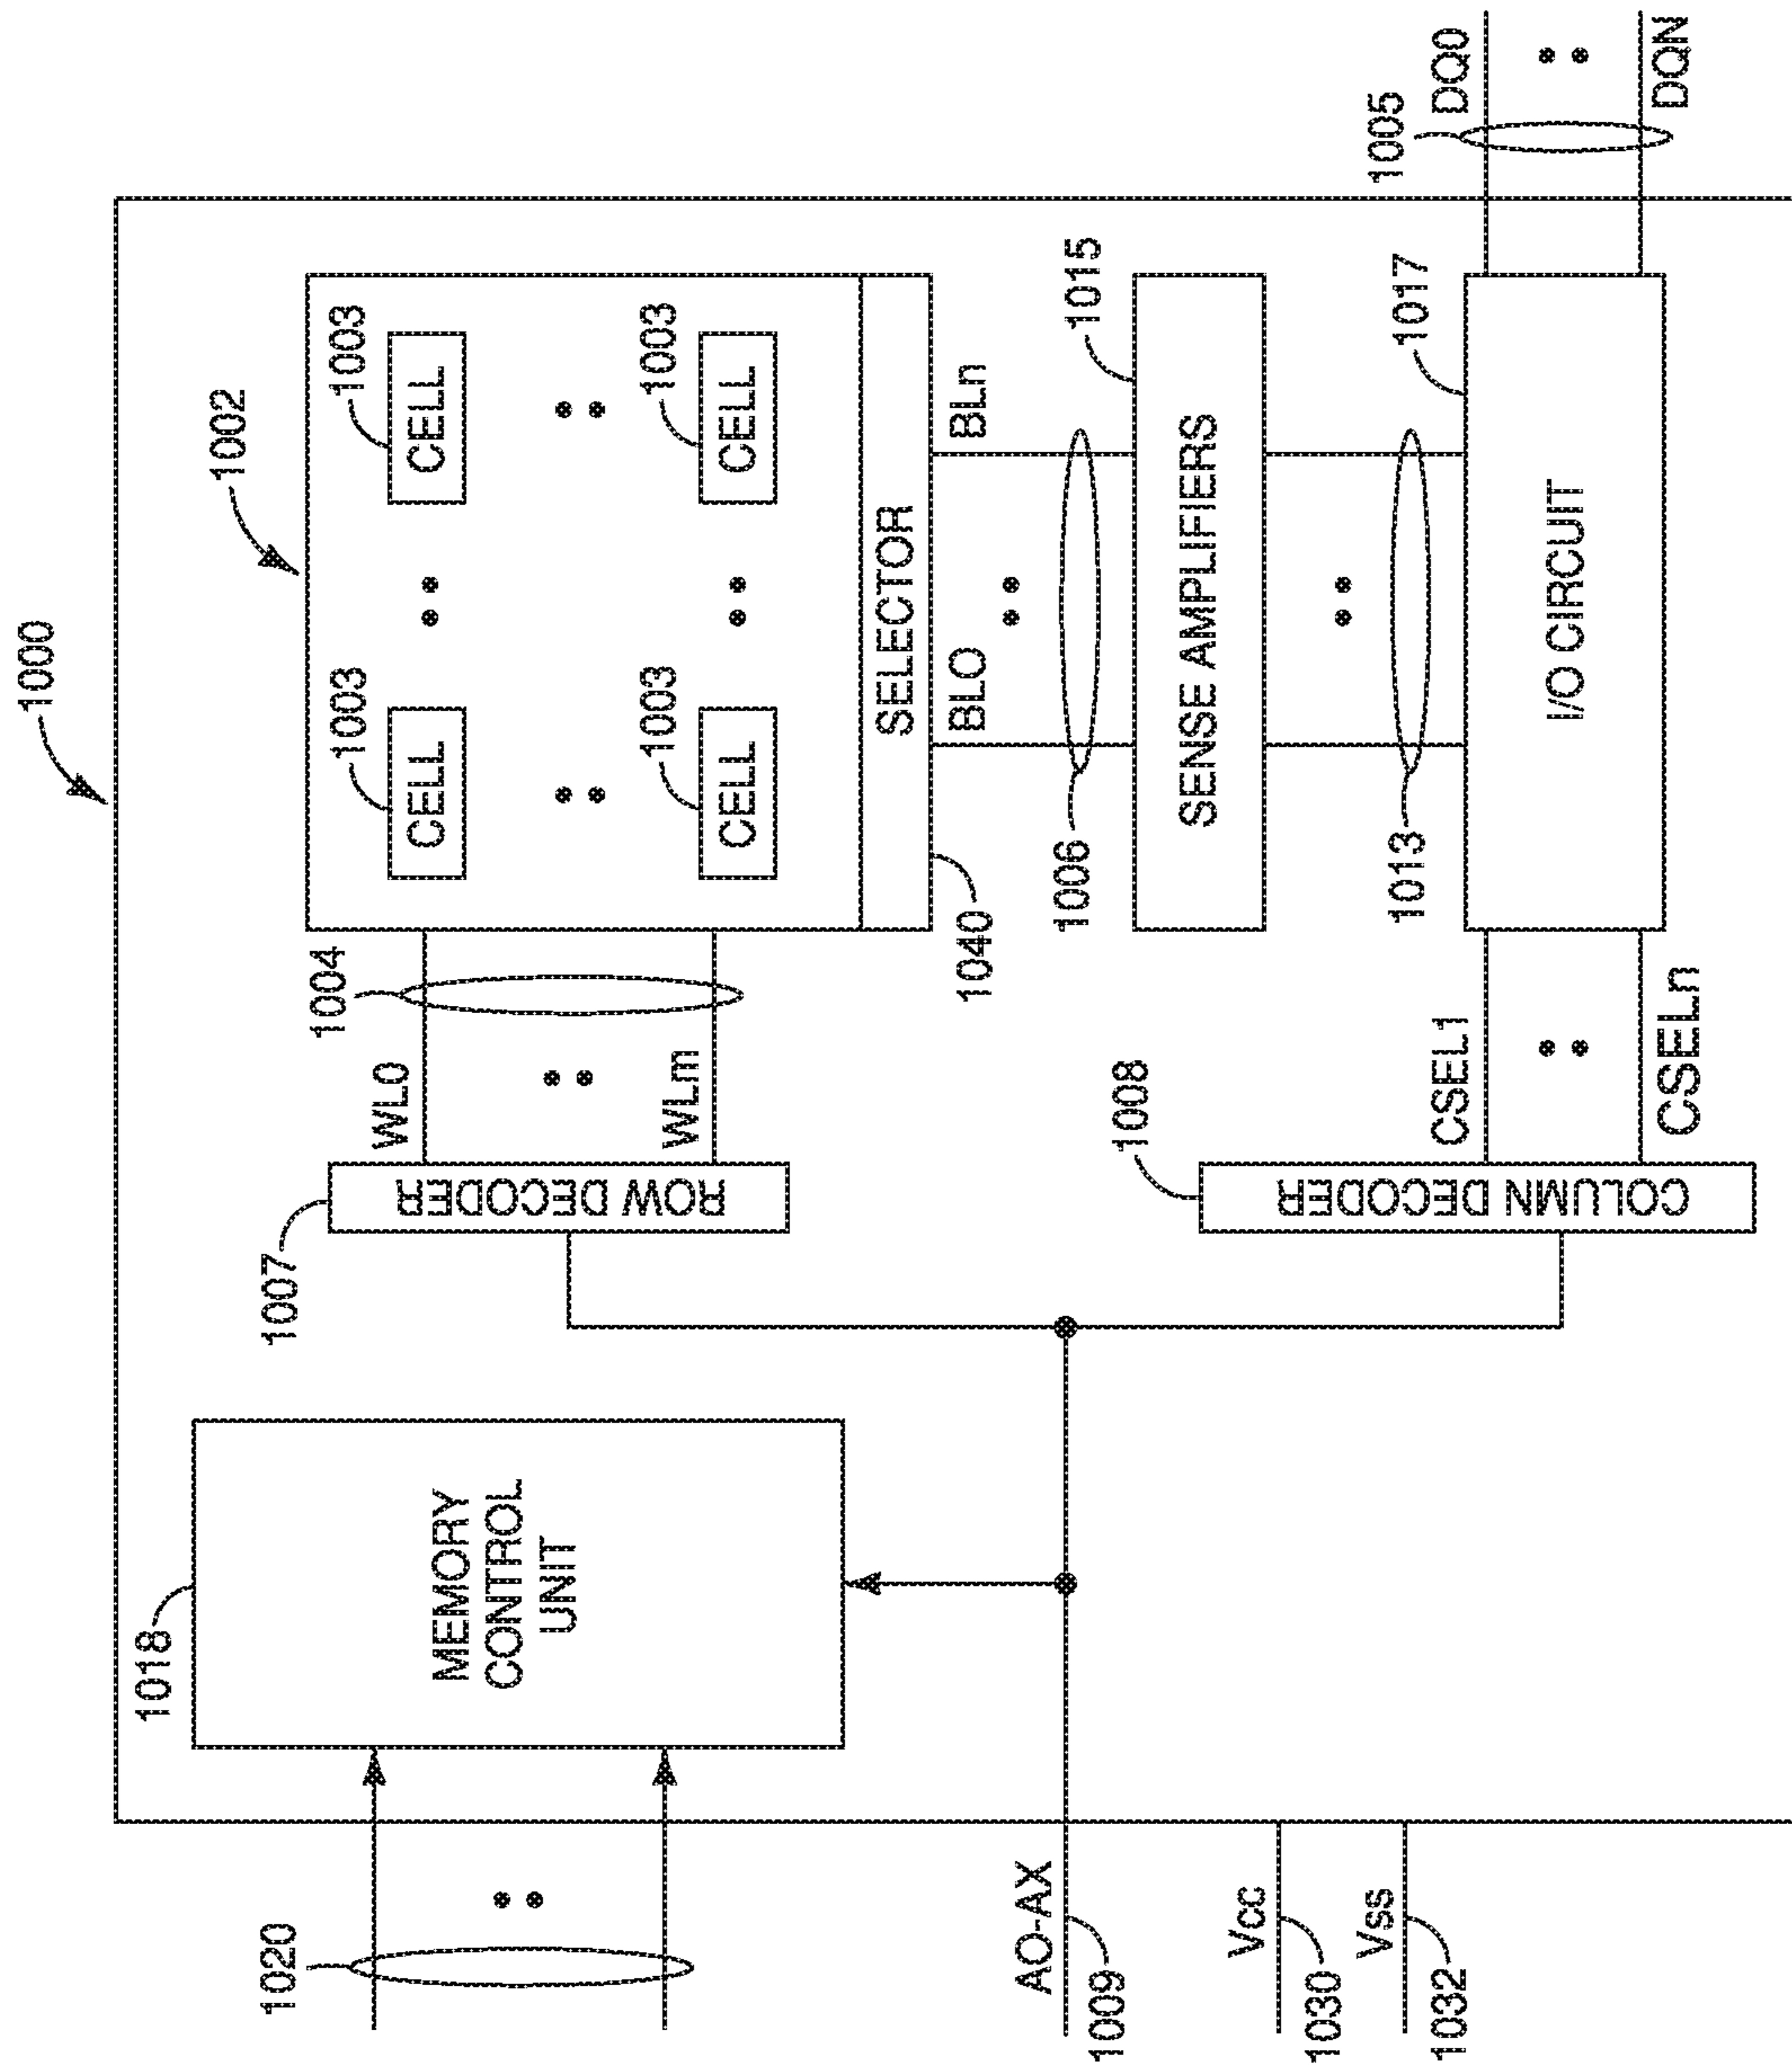 1000
1002
1003
CELL
1003
CELL
1003
CELL
1003
CELL
SELECTOR
1040
1004
WL0
WLm
1007
ROW DECODER
1018
MEMORY
CONTROL
UNIT
1020
BLO
BLn
1006
1015
SENSE AMPLIFIERS
1013
1017
I/O CIRCUIT
1005
DQ0
DQN
1008
COLUMN DECODER
CSEL1
CSELn
AO-AX
1009
Vcc
1030
Vss
1032